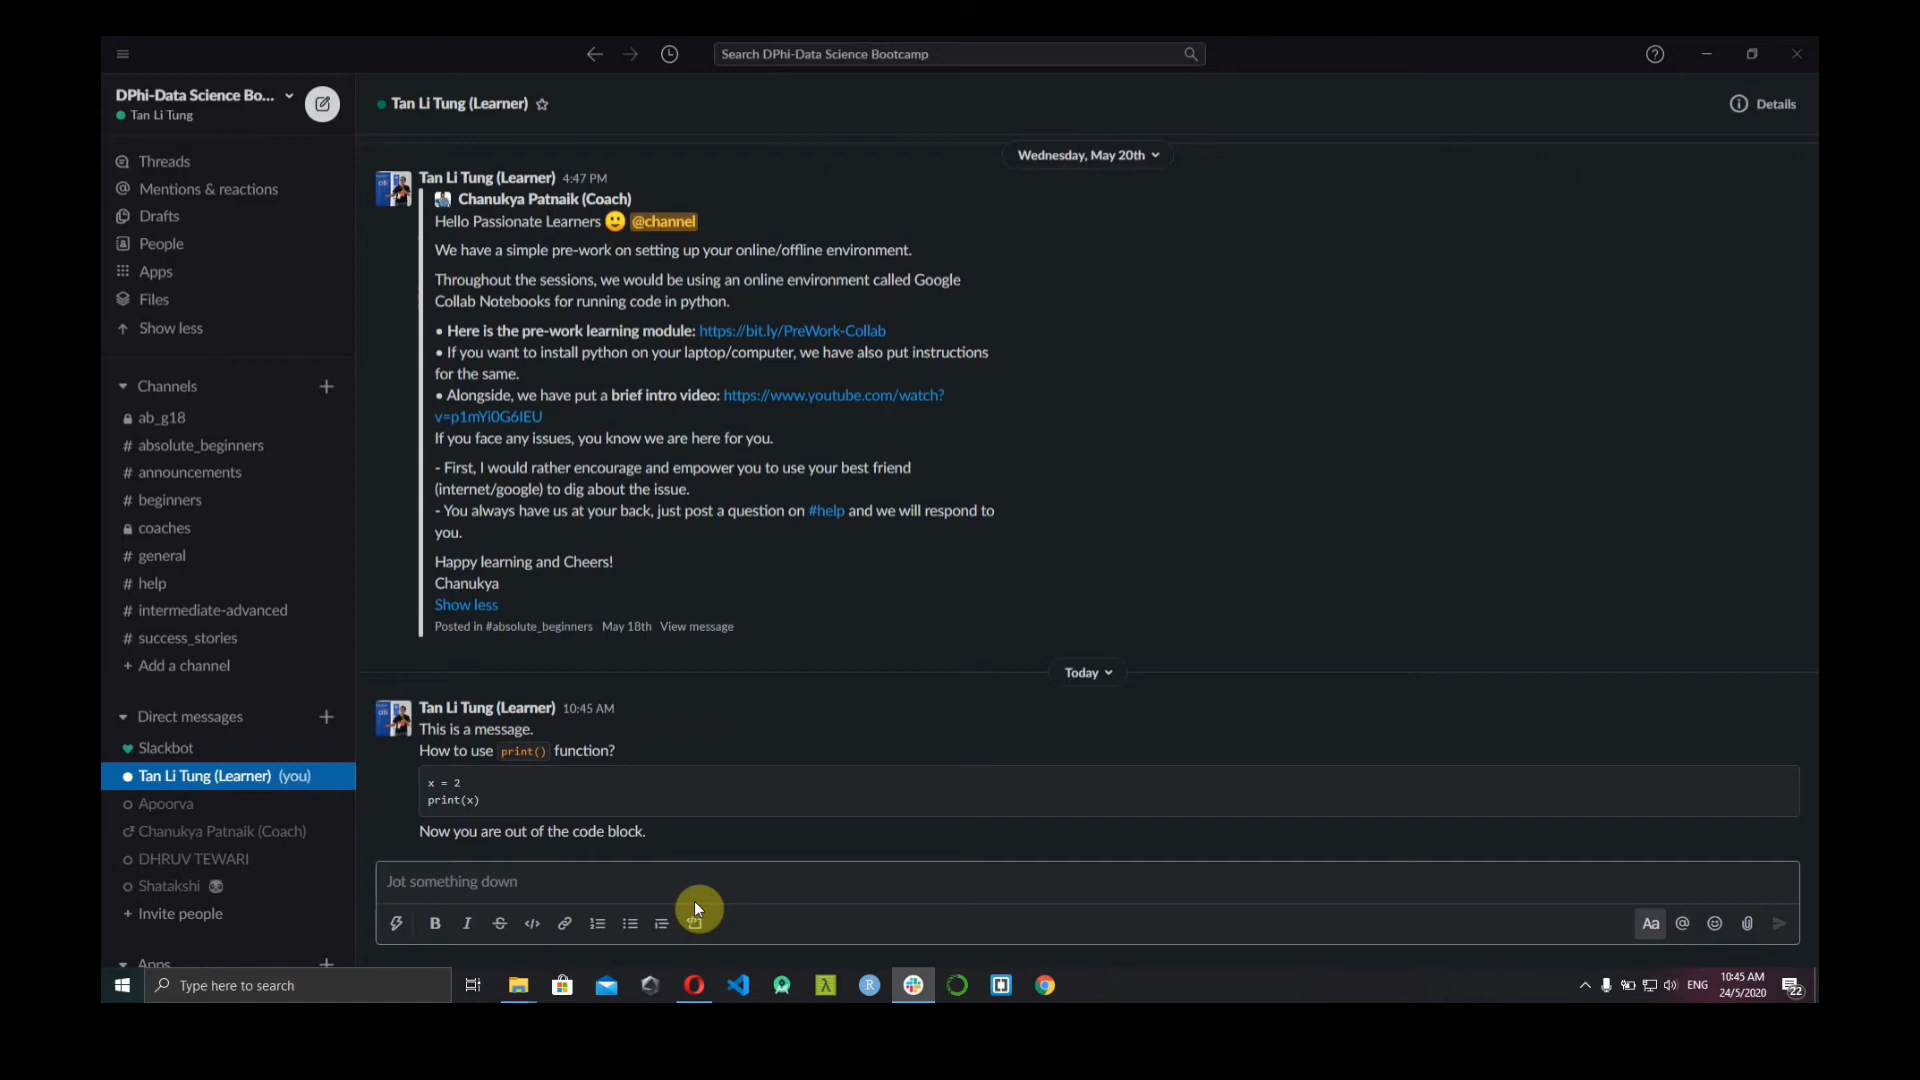 Search DPhi-Data Science Bootcamp
DPhi-Data Science Bo...
Tan Li Tung
Threads
Mentions & reactions
Drafts
People
Apps
Files
Show less
Channels
ab_g18
# absolute_beginners
# announcements
# beginners
coaches
# general
# help
# intermediate-advanced
# success_stories
+ Add a channel
Direct messages
Slackbot
Tan Li Tung (Learner) (you)
Apoorva
Chanukya Patnaik (Coach)
DHRUV TEWARI
Shatakshi
+ Invite people
Apps
Tan Li Tung (Learner)
Details
Wednesday, May 20th
Tan Li Tung (Learner) 4:47 PM
Chanukya Patnaik (Coach)
Hello Passionate Learners 🙂 @channel
We have a simple pre-work on setting up your online/offline environment.
Throughout the sessions, we would be using an online environment called Google
Collab Notebooks for running code in python.
• Here is the pre-work learning module: https://bit.ly/PreWork-Collab
• If you want to install python on your laptop/computer, we have also put instructions
for the same.
• Alongside, we have put a brief intro video: https://www.youtube.com/watch?
v=p1mYi0G6IEU
If you face any issues, you know we are here for you.
- First, I would rather encourage and empower you to use your best friend
(internet/google) to dig about the issue.
- You always have us at your back, just post a question on #help and we will respond to
you.
Happy learning and Cheers!
Chanukya
Show less
Posted in #absolute_beginners May 18th View message
Today
Tan Li Tung (Learner) 10:45 AM
This is a message.
How to use print() function?
x = 2
print(x)
Now you are out of the code block.
Jot something down
B I S </> Aa @
Type here to search
ENG
10:45 AM
24/5/2020
22